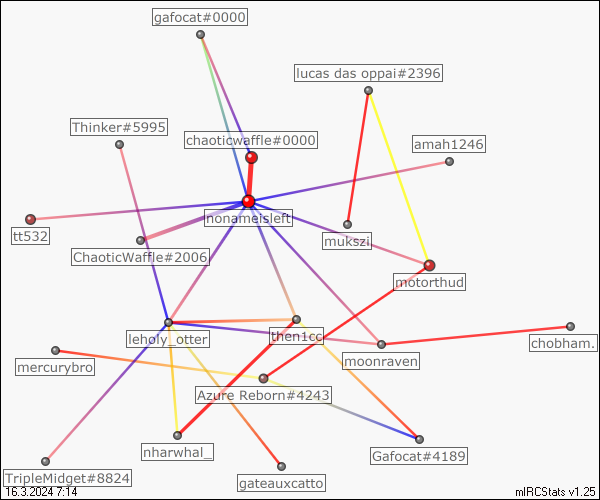 gafocat#0000
lucas das oppai#2396
Thinker#5995
chaoticwaffle#0000
amah1246
nonameisleft
tt532
mukszi
ChaoticWaffle#2006
motorthud
leholy_otter
then1cc
chobham.
moonraven
mercurybro
Azure Reborn#4243
nharwhal_
Gafocat#4189
TripleMidget#8824
gateauxcatto
16.3.2024 7:14
mIRCStats v1.25